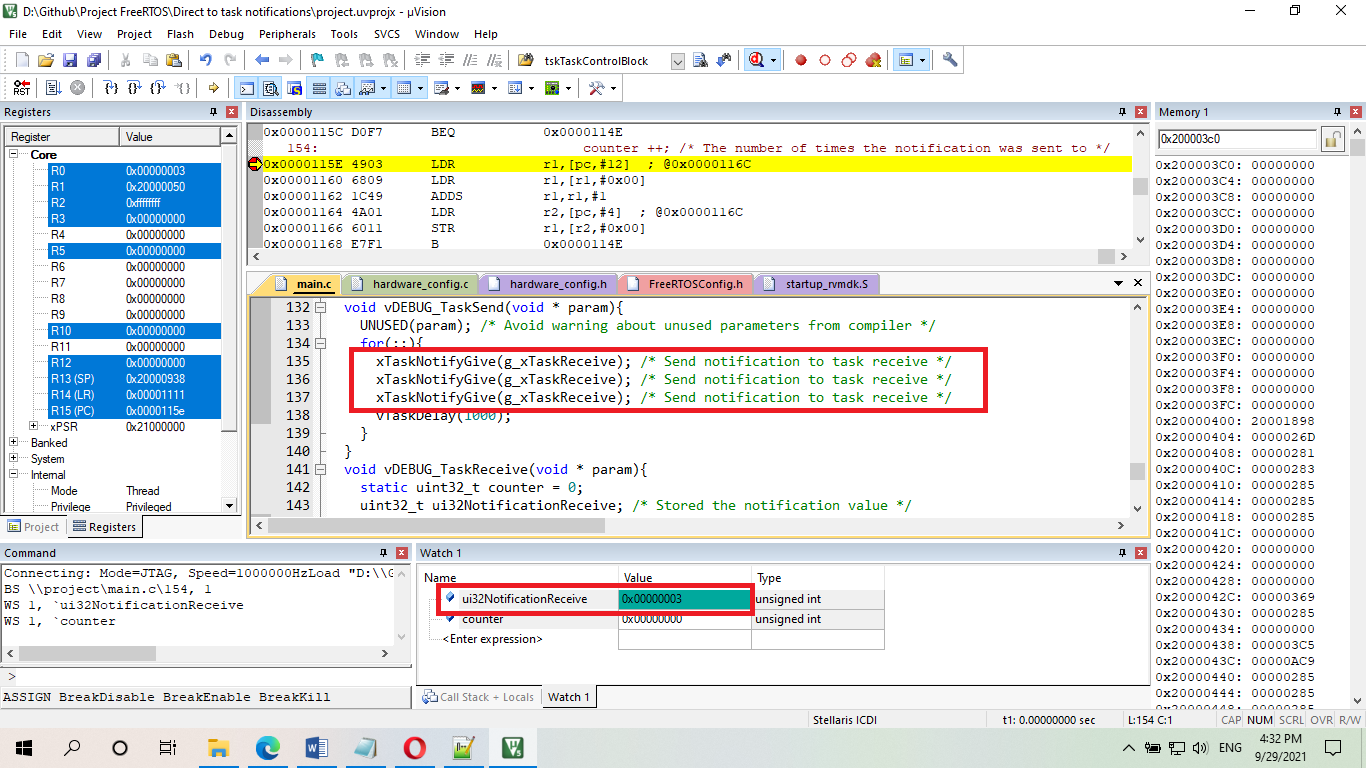 D:\Github\Project FreeRTOS\Direct to task notifications\project.uvprojx - µVision
File Edit View Project Flash Debug Peripherals Tools SVCS Window Help
tskTaskControlBlock
RST
Registers
Register Value
Core
R0 0x00000003
R1 0x20000050
R2 0xffffffff
R3 0x00000000
R4 0x00000000
R5 0x00000000
R6 0x00000000
R7 0x00000000
R8 0x00000000
R9 0x00000000
R10 0x00000000
R11 0x00000000
R12 0x00000000
R13 (SP) 0x20000938
R14 (LR) 0x00001111
R15 (PC) 0x0000115e
xPSR 0x21000000
Banked
System
Internal
Mode Thread
Privilege Privileged
Project Registers
Disassembly
0x0000115C D0F7 BEQ 0x0000114E
154: counter ++; /* The number of times the notification was sent to */
0x0000115E 4903 LDR r1,[pc,#12] ; @0x0000116C
0x00001160 6809 LDR r1,[r1,#0x00]
0x00001162 1C49 ADDS r1,r1,#1
0x00001164 4A01 LDR r2,[pc,#4] ; @0x0000116C
0x00001166 6011 STR r1,[r2,#0x00]
0x00001168 E7F1 B 0x0000114E
main.c hardware_config.c hardware_config.h FreeRTOSConfig.h startup_rvmdk.S
132 void vDEBUG_TaskSend(void * param){
133 UNUSED(param); /* Avoid warning about unused parameters from compiler */
134 for(;;){
135 xTaskNotifyGive(g_xTaskReceive); /* Send notification to task receive */
136 xTaskNotifyGive(g_xTaskReceive); /* Send notification to task receive */
137 xTaskNotifyGive(g_xTaskReceive); /* Send notification to task receive */
138 vTaskDelay(1000);
139 }
140 }
141 void vDEBUG_TaskReceive(void * param){
142 static uint32_t counter = 0;
143 uint32_t ui32NotificationReceive; /* Stored the notification value */
Memory 1
0x200003c0
0x200003C0: 00000000
0x200003C4: 00000000
0x200003C8: 00000000
0x200003CC: 00000000
0x200003D0: 00000000
0x200003D4: 00000000
0x200003D8: 00000000
0x200003DC: 00000000
0x200003E0: 00000000
0x200003E4: 00000000
0x200003E8: 00000000
0x200003EC: 00000000
0x200003F0: 00000000
0x200003F4: 00000000
0x200003F8: 00000000
0x200003FC: 00000000
0x20000400: 20001898
0x20000404: 0000026D
0x20000408: 00000281
0x2000040C: 00000283
0x20000410: 00000285
0x20000414: 00000285
0x20000418: 00000285
0x2000041C: 00000000
0x20000420: 00000000
0x20000424: 00000000
0x20000428: 00000000
0x2000042C: 00000369
0x20000430: 00000285
0x20000434: 00000000
0x20000438: 000003C5
0x2000043C: 00000AC9
0x20000440: 00000285
0x20000444: 00000285
0x20000448: 00000285
Command
Connecting: Mode=JTAG, Speed=1000000HzLoad "D:\\G
BS \\project\main.c\154, 1
WS 1, `ui32NotificationReceive
WS 1, `counter
>
ASSIGN BreakDisable BreakEnable BreakKill
Watch 1
Name Value Type
ui32NotificationReceive 0x00000003 unsigned int
counter 0x00000000 unsigned int
<Enter expression>
Call Stack + Locals Watch 1
Stellaris ICDI t1: 0.00000000 sec L:154 C:1 CAP NUM SCRL OVR R/W
ENG
4:32 PM
9/29/2021